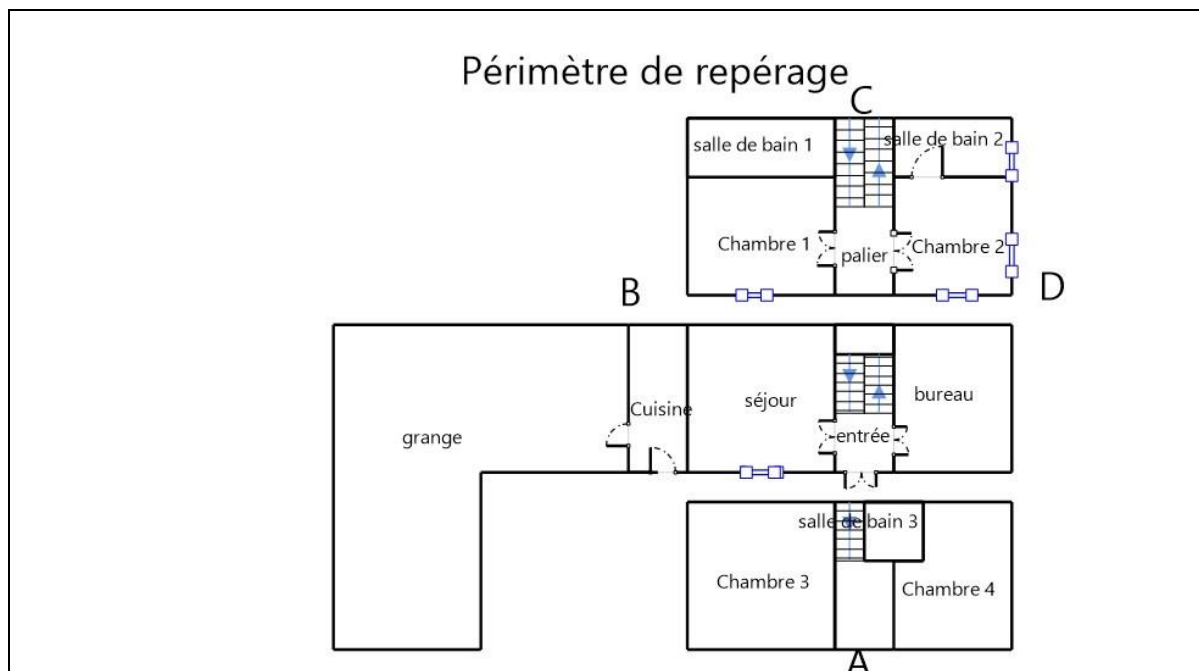 Périmètre de repérage
C
salle de bain 1
salle de bain 2
Chambre 1
palier
Chambre 2
B
D
grange
Cuisine
séjour
entrée
bureau
salle de bain 3
Chambre 3
Chambre 4
A